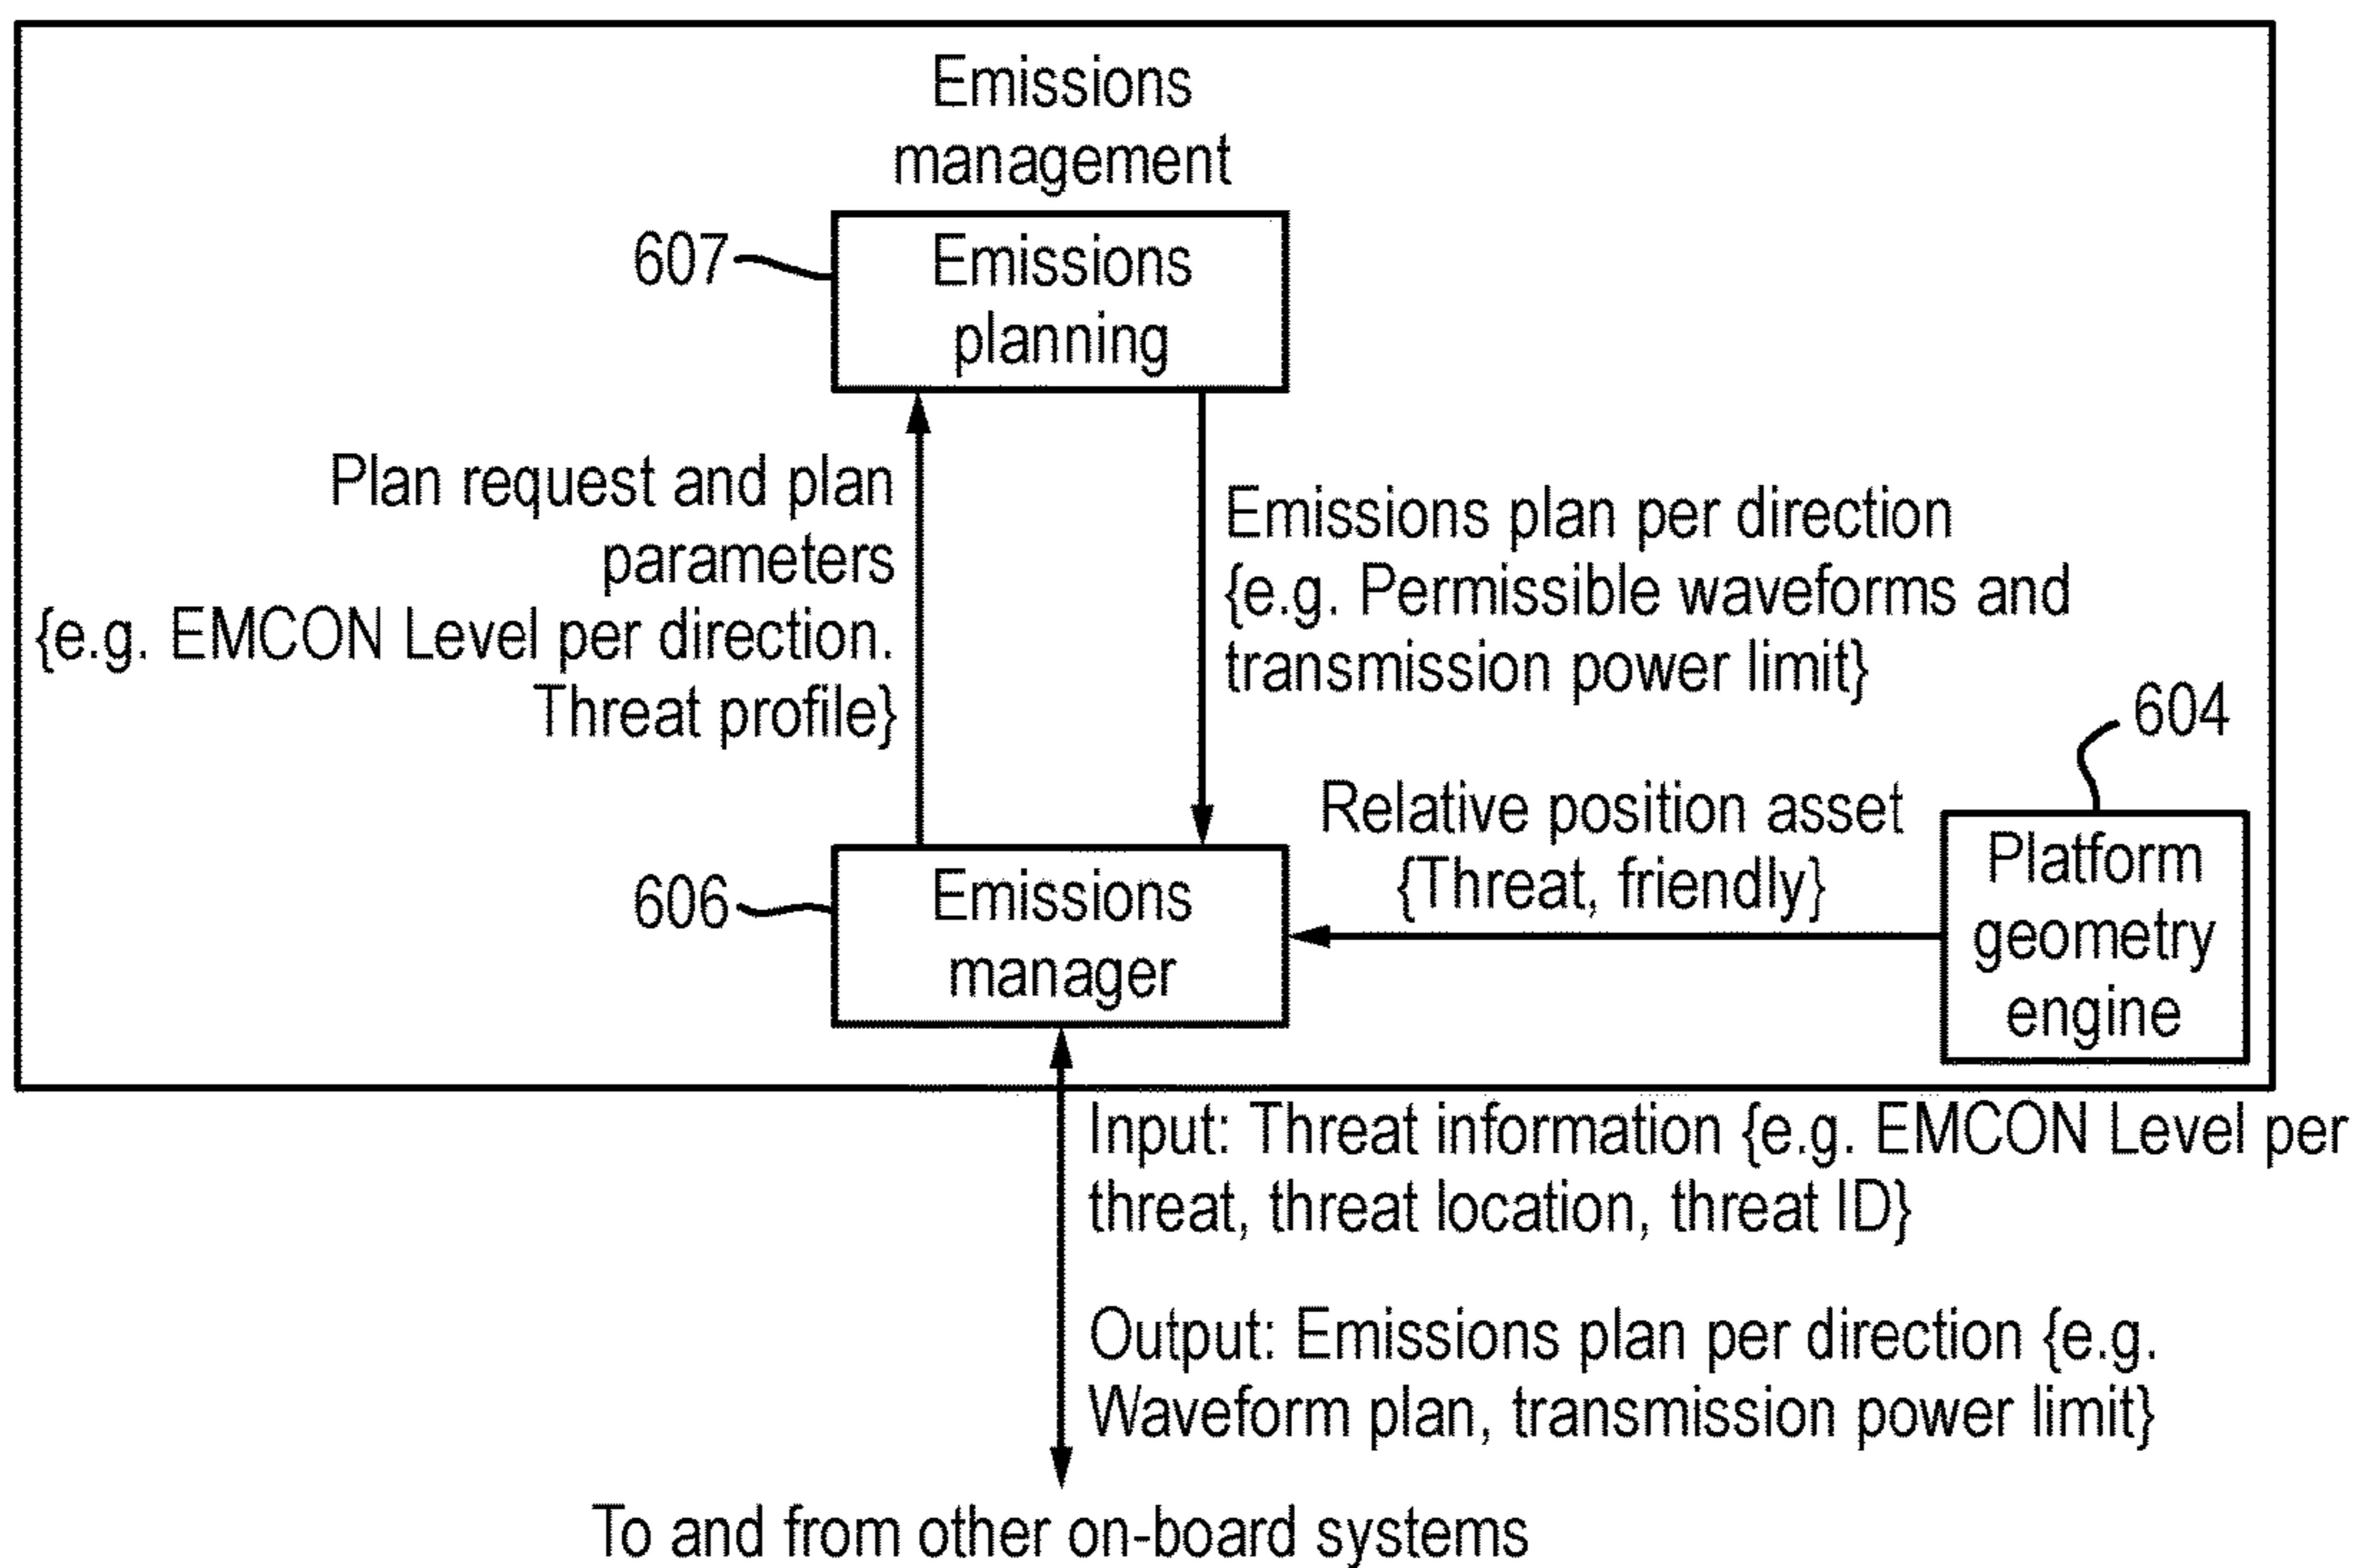 Emissions
management
607
Emissions
planning
Plan request and plan
parameters
{e.g. EMCON Level per direction.
Threat profile}
Emissions plan per direction
{e.g. Permissible waveforms and
transmission power limit}
604
Relative position asset
{Threat, friendly}
Platform
geometry
engine
606
Emissions
manager
Input: Threat information {e.g. EMCON Level per
threat, threat location, threat ID}
Output: Emissions plan per direction {e.g.
Waveform plan, transmission power limit}
To and from other on-board systems